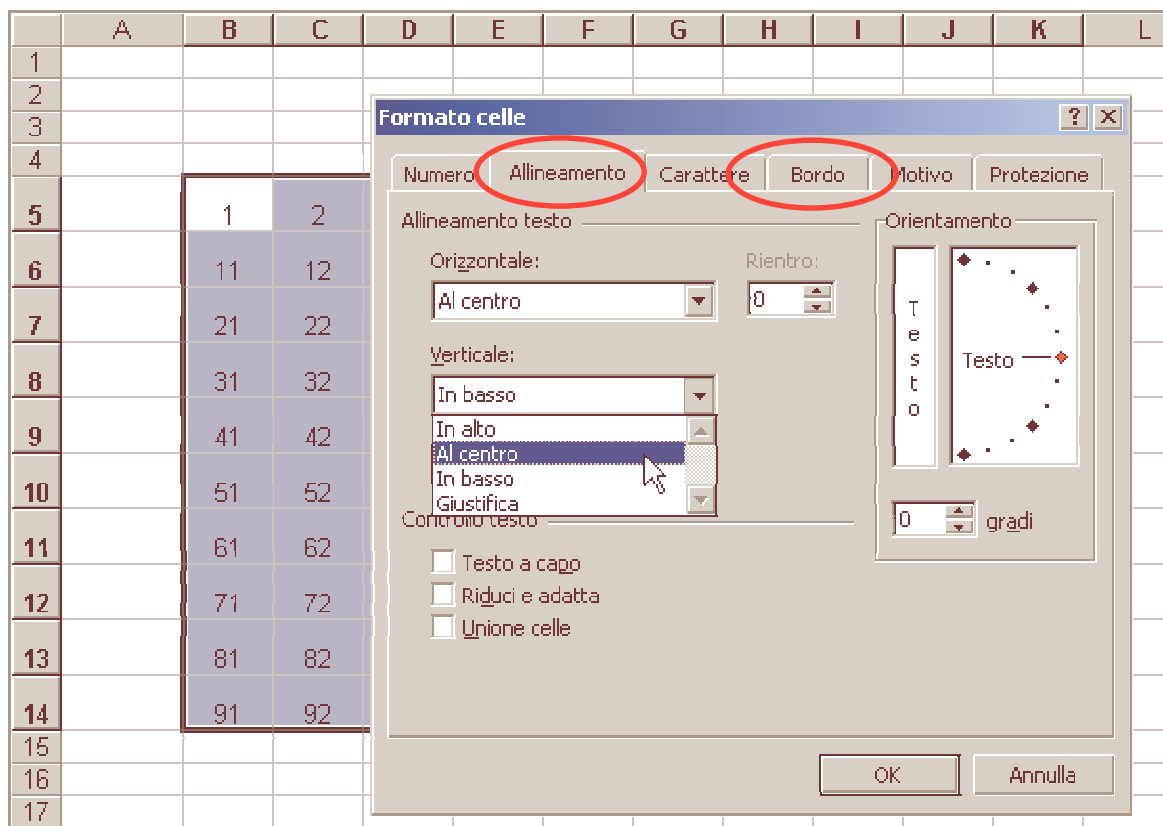 A B C D E F G H I J K L
1
2
3
4
5 1 2
6 11 12
7 21 22
8 31 32
9 41 42
10 51 52
11 61 62
12 71 72
13 81 82
14 91 92
15
16
17
Formato celle ? ×
Numero Allineamento Carattere Bordo Motivo Protezione
Allineamento testo
Orizzontale: Rientro:
Al centro 0
Verticale:
In basso
In alto
Al centro
In basso
Giustifica
Controllo testo
Testo a capo
Riduci e adatta
Unione celle
Orientamento
Testo
Testo
0 gradi
OK Annulla